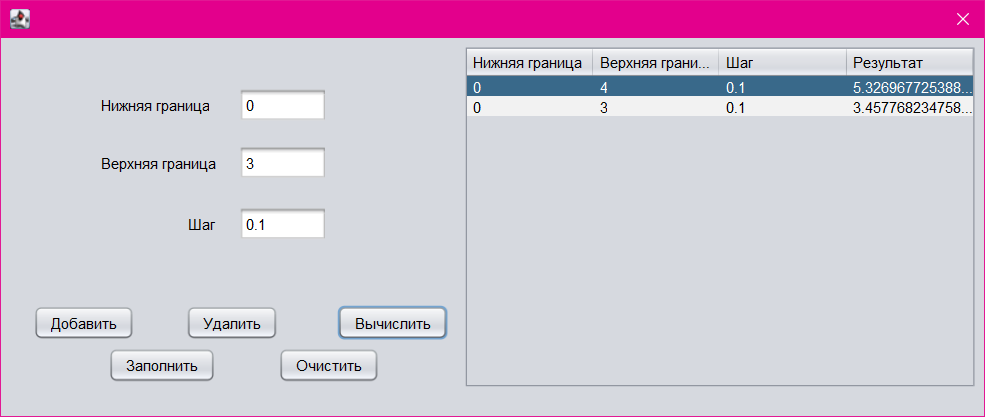 Нижняя граница 0
Верхняя граница 3
Шаг 0.1
Добавить Удалить Вычислить
Заполнить Очистить
Нижняя граница Верхняя грани... Шаг Результат
0 4 0.1 5.326967725388...
0 3 0.1 3.457768234758...